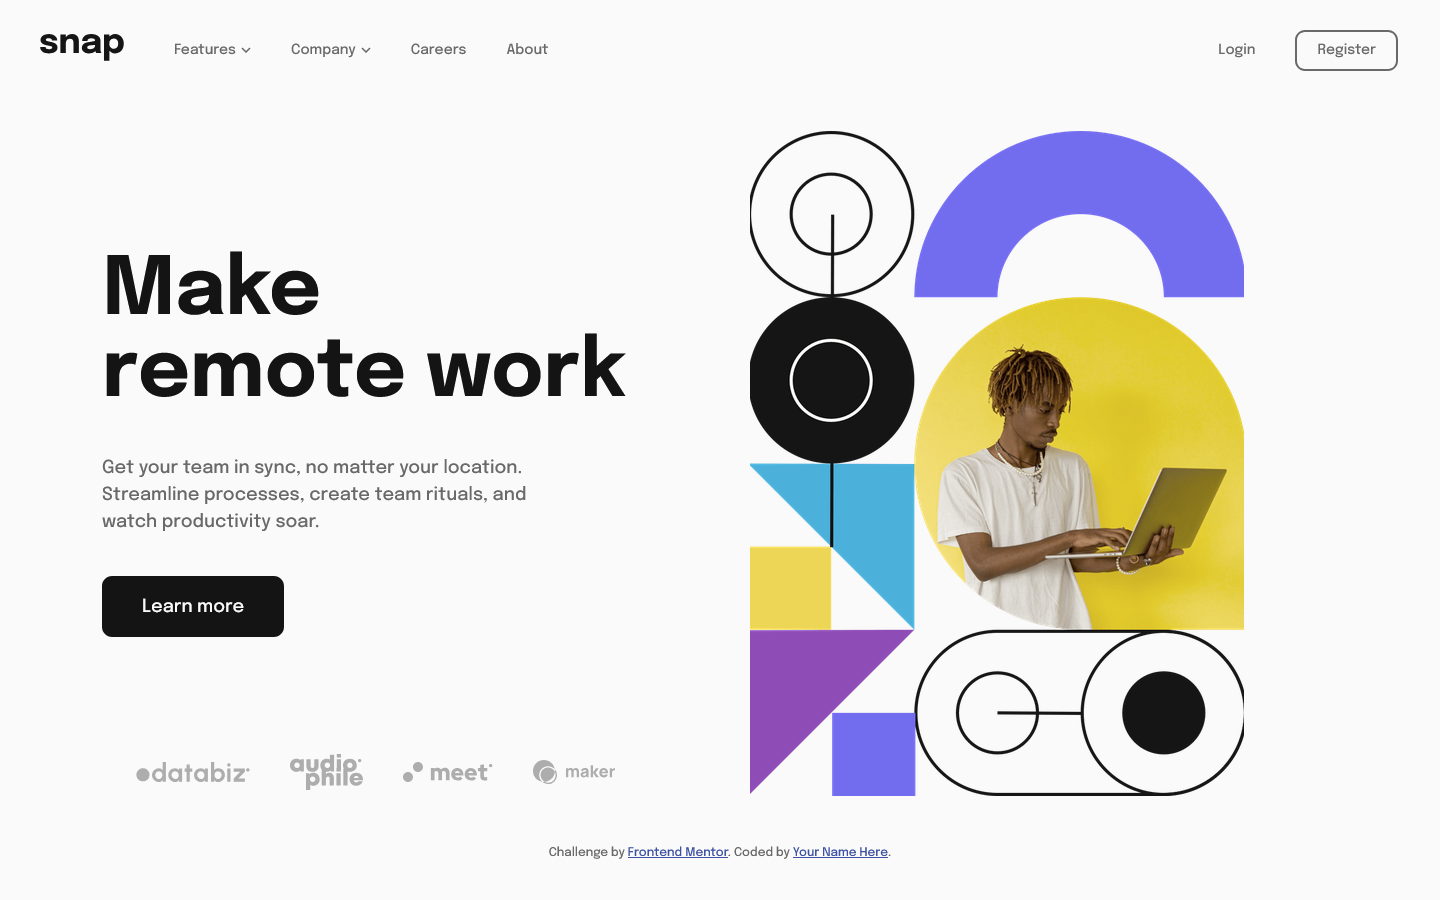 snap
Features
Company
Careers
About
Login
Register
Make
remote work
Get your team in sync, no matter your location.
Streamline processes, create team rituals, and
watch productivity soar.
Learn more
databiz
audiophile
meet
maker
Challenge by Frontend Mentor. Coded by Your Name Here.